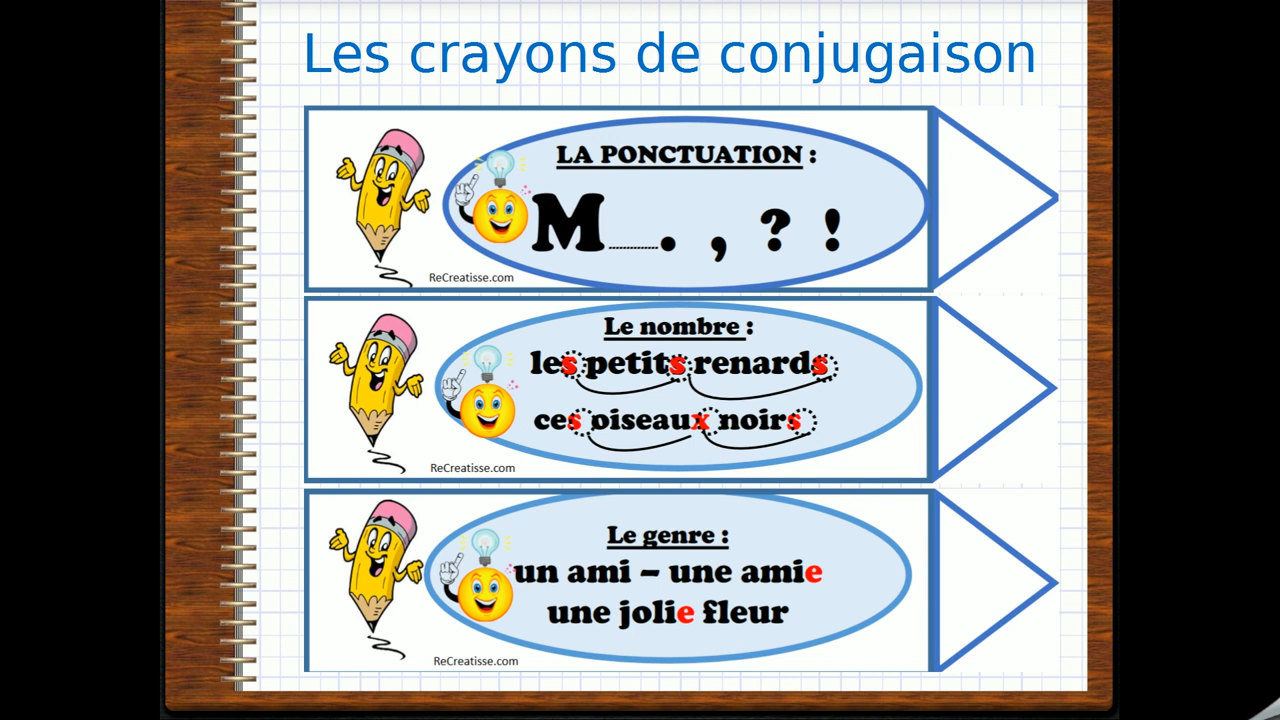 Les crayons de conjugaison
LA PONCTUATION :
M............. , ? !
ReCreatisse.com
Le nombre :
les petits renards
ces oiseaux noirs
ReCreatisse.com
Le genre :
un ami – une amie
une jolie fleur
ReCreatisse.com